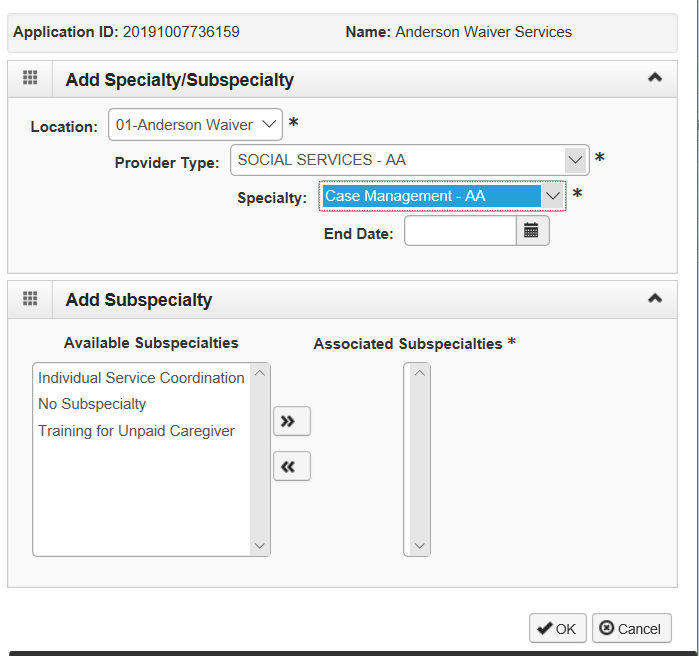 Application ID: 20191007736159 Name: Anderson Waiver Services
Add Specialty/Subspecialty
Location: 01-Anderson Waiver *
Provider Type: SOCIAL SERVICES - AA *
Specialty: Case Management - AA *
End Date:
Add Subspecialty
Available Subspecialties Associated Subspecialties *
Individual Service Coordination
No Subspecialty
Training for Unpaid Caregiver
OK Cancel